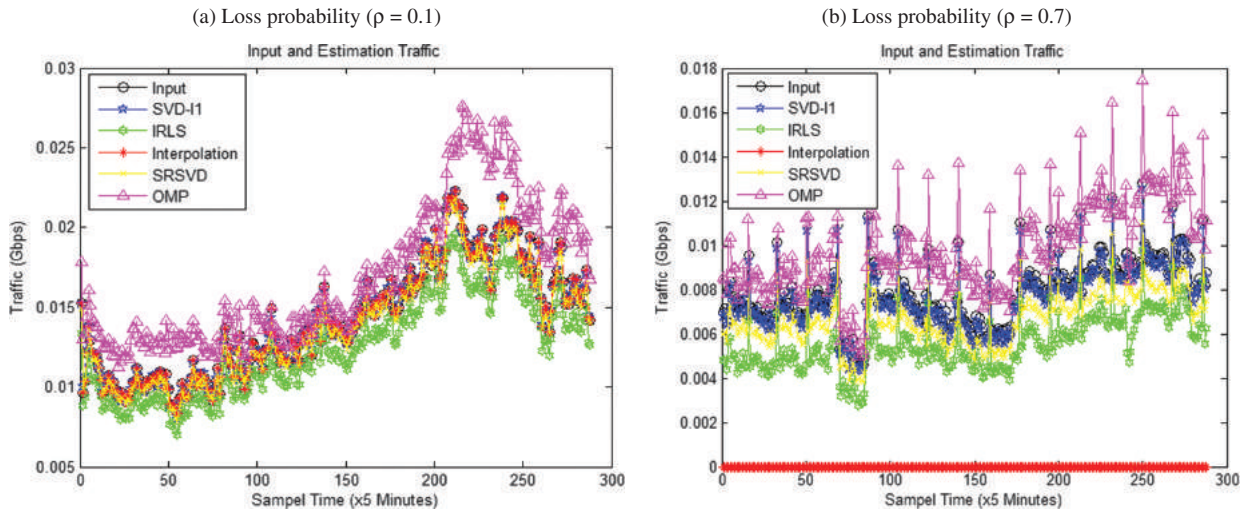 (a) Loss probability (ρ = 0.1)
Input and Estimation Traffic
0.03
0.025
0.02
0.015
0.01
0.005
Traffic (Gbps)
Input
SVD-l1
IRLS
Interpolation
SRSVD
OMP
0
50
100
150
200
250
300
Sampel Time (x5 Minutes)
(b) Loss probability (ρ = 0.7)
Input and Estimation Traffic
0.018
0.016
0.014
0.012
0.01
0.008
0.006
0.004
0.002
0
Traffic (Gbps)
Input
SVD-l1
IRLS
Interpolation
SRSVD
OMP
0
50
100
150
200
250
300
Sampel Time (x5 Minutes)